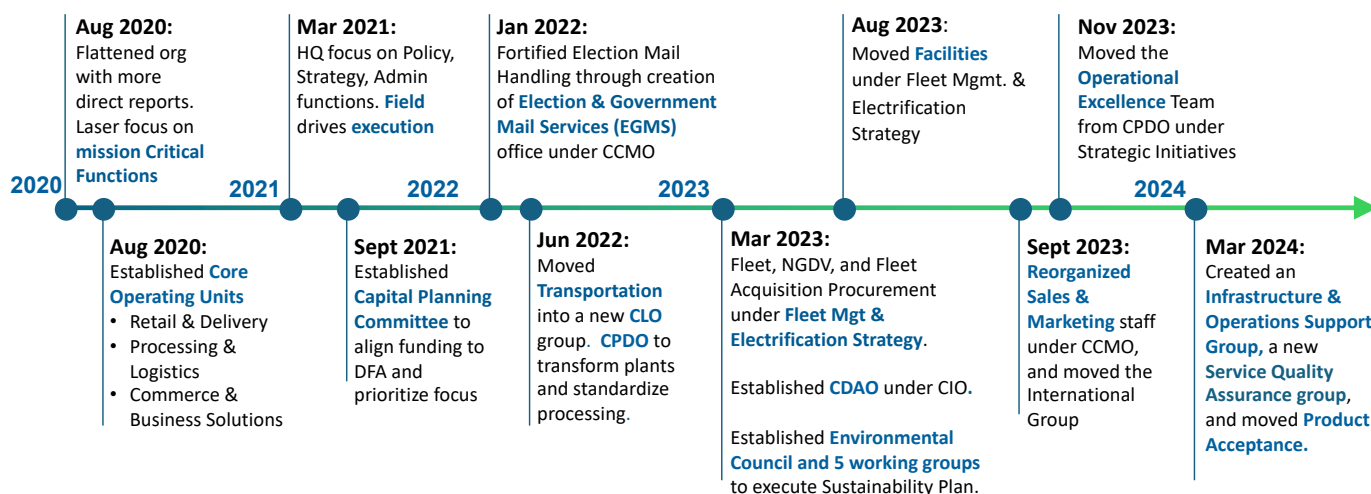 Aug 2020:
Flattened org
with more
direct reports.
Laser focus on
mission Critical
Functions
Mar 2021:
HQ focus on Policy,
Strategy, Admin
functions. Field
drives execution
Jan 2022:
Fortified Election Mail
Handling through creation
of Election & Government
Mail Services (EGMS)
office under CCMO
Aug 2023:
Moved Facilities
under Fleet Mgmt. &
Electrification
Strategy
Nov 2023:
Moved the
Operational
Excellence Team
from CPDO under
Strategic Initiatives
2020
2021
2022
2023
2024
Aug 2020:
Established Core
Operating Units
• Retail & Delivery
• Processing &
Logistics
• Commerce &
Business Solutions
Sept 2021:
Established
Capital Planning
Committee to
align funding to
DFA and
prioritize focus
Jun 2022:
Moved
Transportation
into a new CLO
group. CPDO to
transform plants
and standardize
processing.
Mar 2023:
Fleet, NGDV, and Fleet
Acquisition Procurement
under Fleet Mgt &
Electrification Strategy.
Established CDAO under CIO.
Established Environmental
Council and 5 working groups
to execute Sustainability Plan.
Sept 2023:
Reorganized
Sales &
Marketing staff
under CCMO,
and moved the
International
Group
Mar 2024:
Created an
Infrastructure &
Operations Support
Group, a new
Service Quality
Assurance group,
and moved Product
Acceptance.